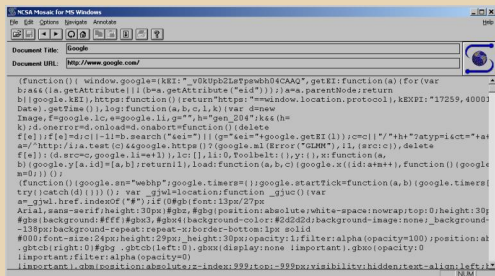 NCSA Mosaic for MS Windows
File Edit Options Navigate Annotate Help
Document Title: Google
Document URL: http://www.google.com/
(function(){ window.google={kEI:"_v0kUpb2LsTpswbh04CAAQ",getEI:function(a){for(var
b;a&&(!a.getAttribute||!(b=a.getAttribute("eid")));)a=a.parentNode;return
b||google.kEI},https:function(){return"https:"==window.location.protocol},kEXPI:"17259,40001
Date).getTime()},log:function(a,b,c,l,k){var d=new
Image,f=google.lc,e=google.li,g="",h="gen_204";k&&(h=
k);d.onerror=d.onload=d.onabort=function(){delete
f[e]};f[e]=d;c||-1!=b.search("&ei=")||(g="&ei="+google.getEI(l));c=c||"/"+h+"?atyp=i&ct="+a+
a=/^http:/i;a.test(c)&&google.https()?(google.ml(Error("GLMM"),!1,{src:c}),delete
f[e]):(d.src=c,google.li=e+1)},lc:[],li:0,Toolbelt:{},y:{},x:function(a,
b){google.y[a.id]=[a,b];return!1},load:function(a,b,c){google.x({id:a+m++},function(){google
m=0;})();
(function(){google.sn="webhp";google.timers={};google.startTick=function(a,b){google.timers[
try{}catch(d){}})(); var _gjwl=location;function _gjuc(){var
a=_gjwl.href.indexOf("#");if(0#gb{font:13px/27px
Arial,sans-serif;height:30px}#gbz,#gbg{position:absolute;white-space:nowrap;top:0;height:30p
#gbs{background:#fff}#gbx3,#gbx4{background-color:#2d2d2d;background-image:none;_background-
-138px;background-repeat:repeat-x;border-bottom:1px solid
#000;font-size:24px;height:29px;_height:30px;opacity:1;filter:alpha(opacity=100);position:ab
.gbtcb{right:0}#gbg .gbtcb{left:0}.gbxx{display:none !important}.gbxo{opacity:0
!important;filter:alpha(opacity=0)
!important}.gbm{position:absolute;z-index:999;top:-999px;visibility:hidden;text-align:left;b
NUM